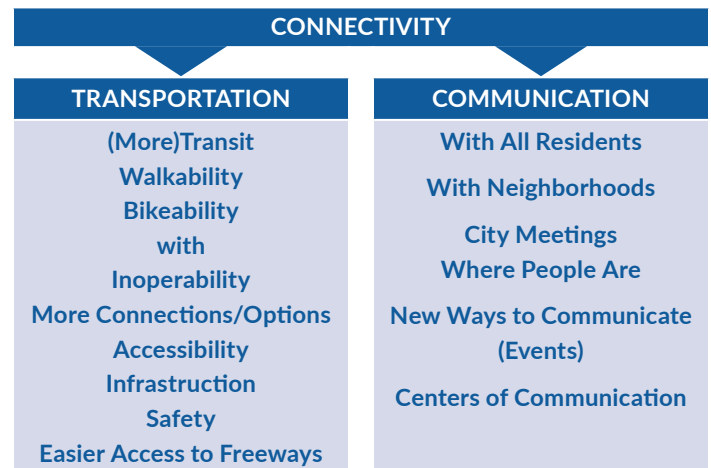 CONNECTIVITY
TRANSPORTATION
(More)Transit
Walkability
Bikeability
with
Inoperability
More Connections/Options
Accessibility
Infrastruction
Safety
Easier Access to Freeways
COMMUNICATION
With All Residents
With Neighborhoods
City Meetings
Where People Are
New Ways to Communicate
(Events)
Centers of Communication